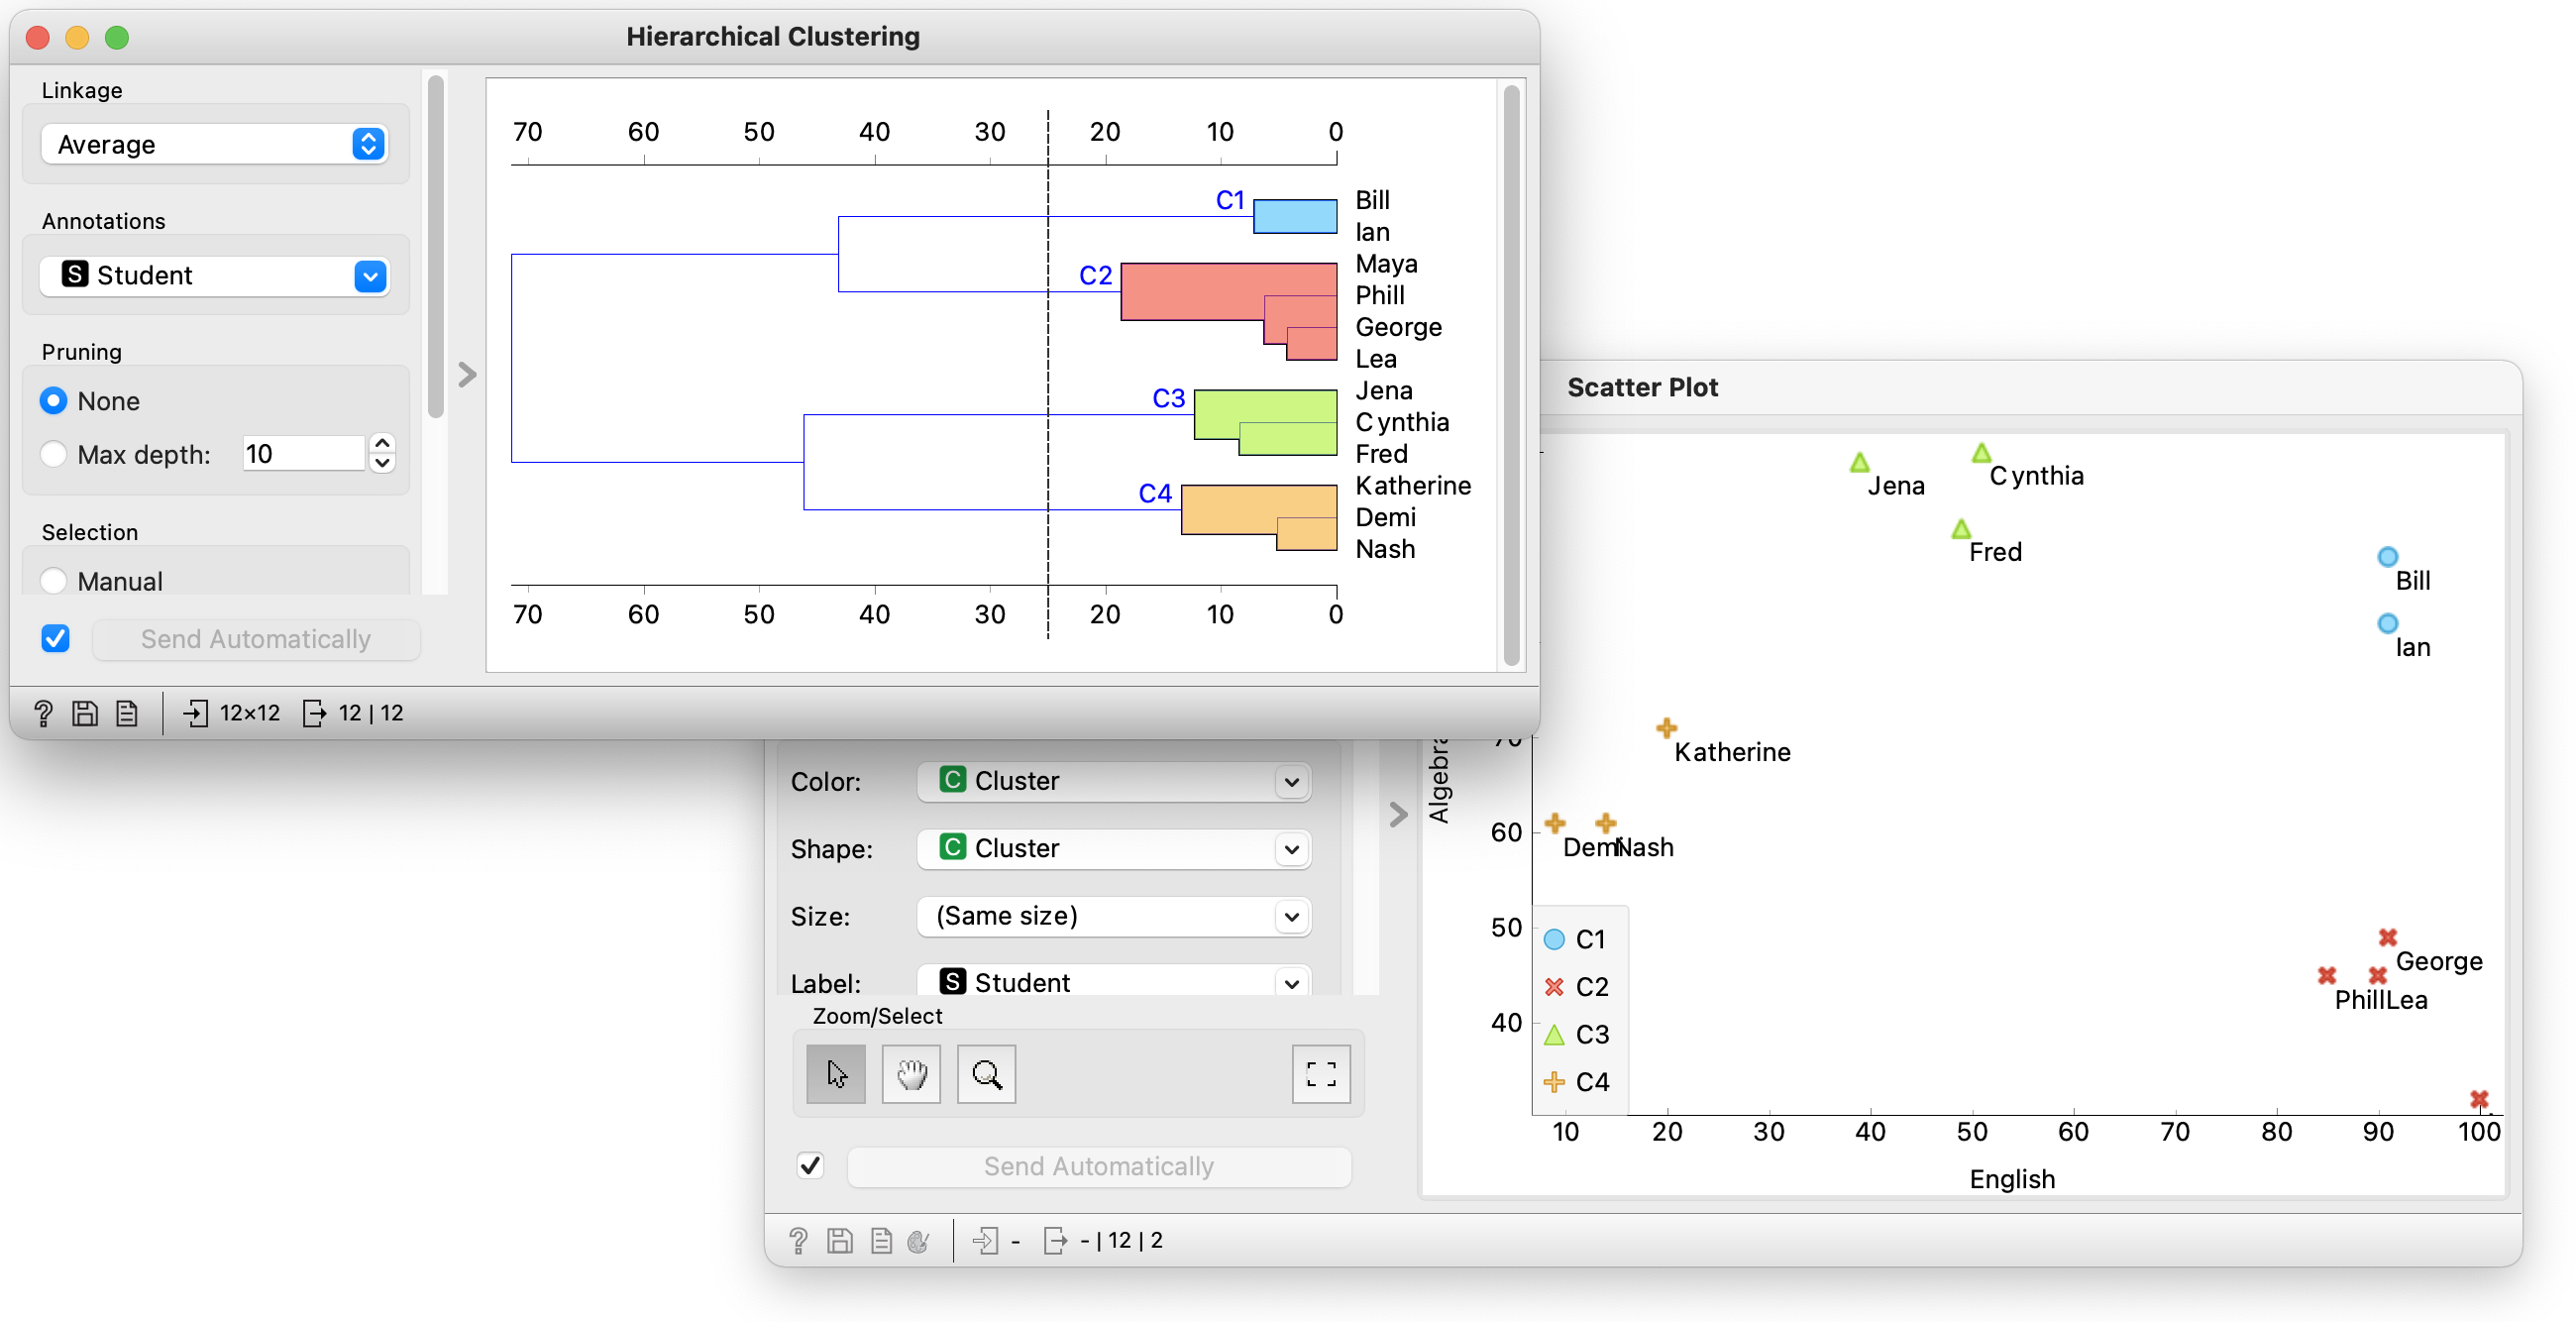 Hierarchical Clustering
Linkage
Average
Annotations
S Student
Pruning
None
Max depth: 10
Selection
Manual
Send Automatically
12×12 12 | 12
70 60 50 40 30 20 10 0
C1
C2
C3
C4
Bill
Ian
Maya
Phill
George
Lea
Jena
Cynthia
Fred
Katherine
Demi
Nash
70 60 50 40 30 20 10 0
Scatter Plot
Color: C Cluster
Shape: C Cluster
Size: (Same size)
Label: S Student
Zoom/Select
Send Automatically
- - | 12 | 2
Jena
Cynthia
Fred
Bill
Ian
Katherine
Demi
Nash
George
Phill
Lea
70
60
50
40
C1
C2
C3
C4
10 20 30 40 50 60 70 80 90 100
English
Algebra